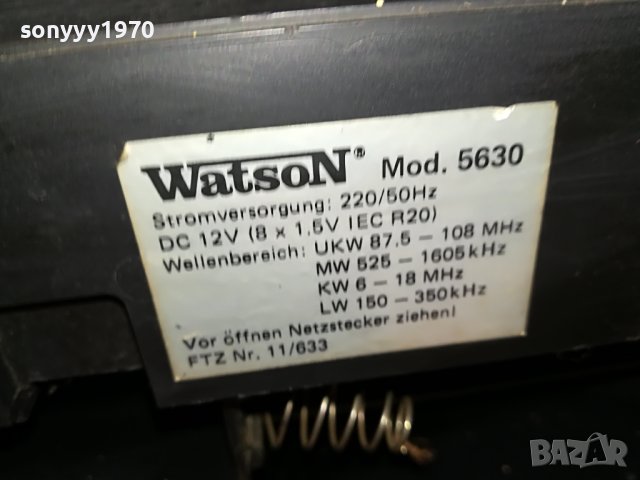 sonyyy1970
WatsoN® Mod. 5630
Stromversorgung: 220/50Hz
DC 12V (8 x 1,5V IEC R20)
Wellenbereich: UKW 87.5 – 108 MHz
MW 525 – 1605kHz
KW 6 – 18 MHz
LW 150 – 350kHz
Vor öffnen Netzstecker ziehen!
FTZ Nr. 11/633
BAZAR